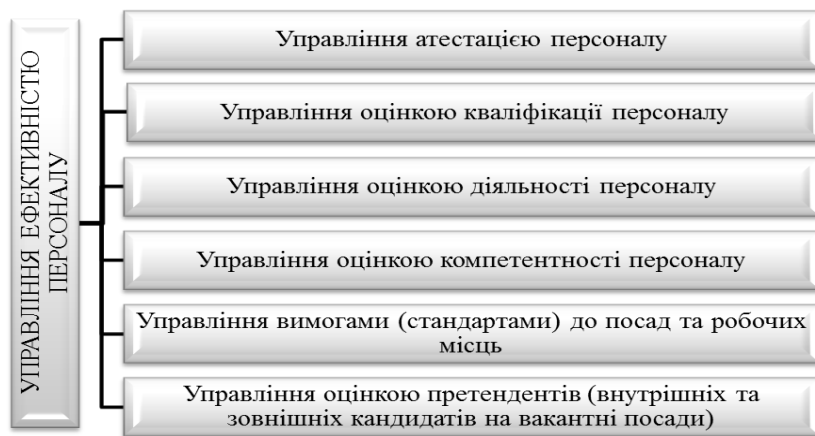 УПРАВЛІННЯ ЕФЕКТИВНІСТЮ
ПЕРСОНАЛУ
Управління атестацією персоналу
Управління оцінкою кваліфікації персоналу
Управління оцінкою діяльності персоналу
Управління оцінкою компетентності персоналу
Управління вимогами (стандартами) до посад та робочих
місць
Управління оцінкою претендентів (внутрішніх та
зовнішніх кандидатів на вакантні посади)